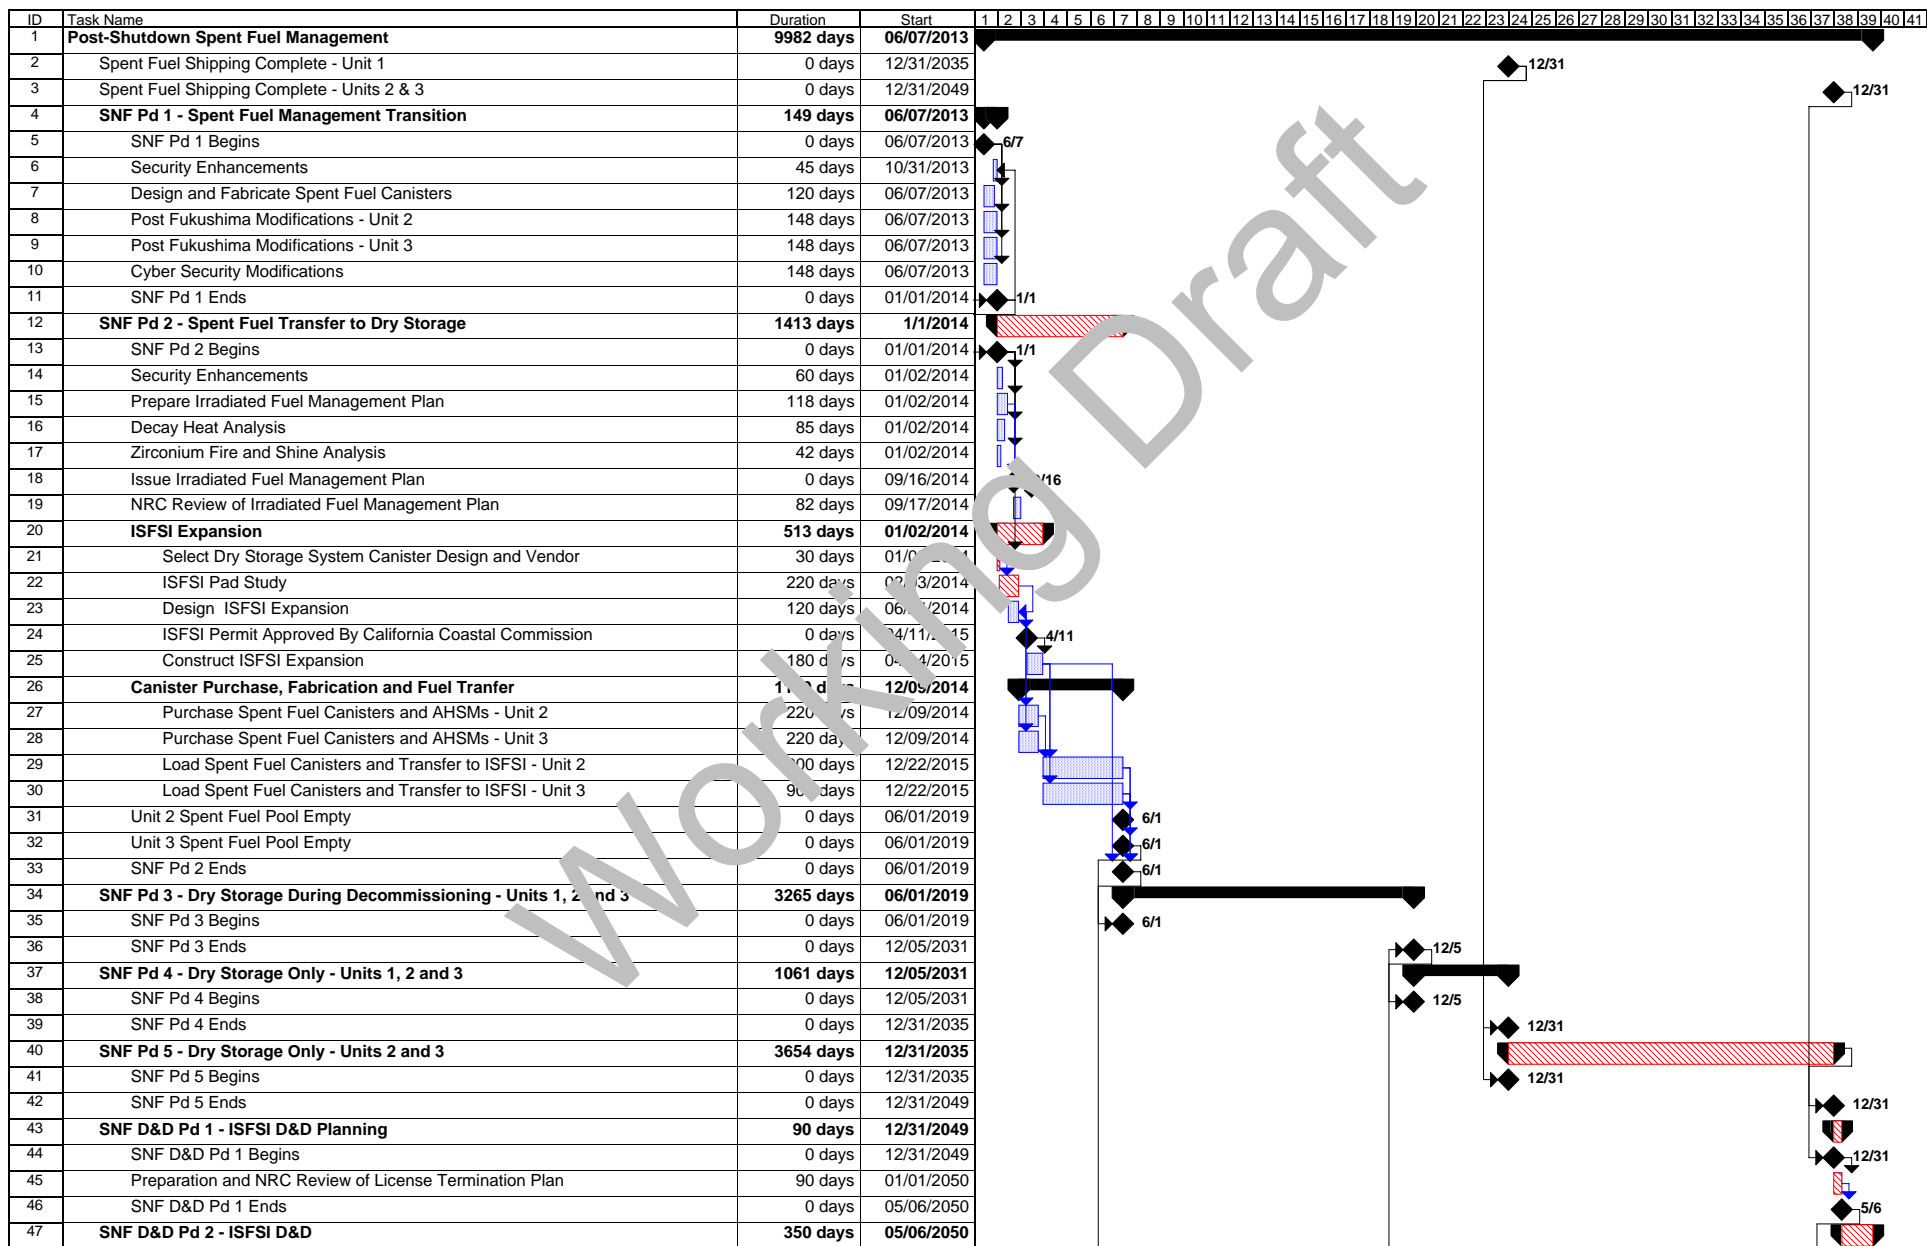 ID Task Name Duration Start 1 2 3 4 5 6 7 8 9 10 11 12 13 14 15 16 17 18 19 20 21 22 23 24 25 26 27 28 29 30 31 32 33 34 35 36 37 38 39 40 41
1 Post-Shutdown Spent Fuel Management 9982 days 06/07/2013
2 Spent Fuel Shipping Complete - Unit 1 0 days 12/31/2035 12/31
3 Spent Fuel Shipping Complete - Units 2 & 3 0 days 12/31/2049 12/31
4 SNF Pd 1 - Spent Fuel Management Transition 149 days 06/07/2013
5 SNF Pd 1 Begins 0 days 06/07/2013 6/7
6 Security Enhancements 45 days 10/31/2013
7 Design and Fabricate Spent Fuel Canisters 120 days 06/07/2013
8 Post Fukushima Modifications - Unit 2 148 days 06/07/2013
9 Post Fukushima Modifications - Unit 3 148 days 06/07/2013
10 Cyber Security Modifications 148 days 06/07/2013
11 SNF Pd 1 Ends 0 days 01/01/2014 1/1
12 SNF Pd 2 - Spent Fuel Transfer to Dry Storage 1413 days 1/1/2014
13 SNF Pd 2 Begins 0 days 01/01/2014 1/1
14 Security Enhancements 60 days 01/02/2014
15 Prepare Irradiated Fuel Management Plan 118 days 01/02/2014
16 Decay Heat Analysis 85 days 01/02/2014
17 Zirconium Fire and Shine Analysis 42 days 01/02/2014
18 Issue Irradiated Fuel Management Plan 0 days 09/16/2014
19 NRC Review of Irradiated Fuel Management Plan 82 days 09/17/2014
20 ISFSI Expansion 513 days 01/02/2014
21 Select Dry Storage System Canister Design and Vendor 30 days
22 ISFSI Pad Study 220 days
23 Design ISFSI Expansion 120 days
24 ISFSI Permit Approved By California Coastal Commission 0 days 4/11
25 Construct ISFSI Expansion 180 days
26 Canister Purchase, Fabrication and Fuel Tranfer 12/09/2014
27 Purchase Spent Fuel Canisters and AHSMs - Unit 2 220 12/09/2014
28 Purchase Spent Fuel Canisters and AHSMs - Unit 3 220 days 12/09/2014
29 Load Spent Fuel Canisters and Transfer to ISFSI - Unit 2 days 12/22/2015
30 Load Spent Fuel Canisters and Transfer to ISFSI - Unit 3 days 12/22/2015
31 Unit 2 Spent Fuel Pool Empty 0 days 06/01/2019 6/1
32 Unit 3 Spent Fuel Pool Empty 0 days 06/01/2019 6/1
33 SNF Pd 2 Ends 0 days 06/01/2019 6/1
34 SNF Pd 3 - Dry Storage During Decommissioning - Units 1, 2 and 3 3265 days 06/01/2019
35 SNF Pd 3 Begins 0 days 06/01/2019 6/1
36 SNF Pd 3 Ends 0 days 12/05/2031 12/5
37 SNF Pd 4 - Dry Storage Only - Units 1, 2 and 3 1061 days 12/05/2031
38 SNF Pd 4 Begins 0 days 12/05/2031 12/5
39 SNF Pd 4 Ends 0 days 12/31/2035 12/31
40 SNF Pd 5 - Dry Storage Only - Units 2 and 3 3654 days 12/31/2035
41 SNF Pd 5 Begins 0 days 12/31/2035 12/31
42 SNF Pd 5 Ends 0 days 12/31/2049 12/31
43 SNF D&D Pd 1 - ISFSI D&D Planning 90 days 12/31/2049
44 SNF D&D Pd 1 Begins 0 days 12/31/2049 12/31
45 Preparation and NRC Review of License Termination Plan 90 days 01/01/2050
46 SNF D&D Pd 1 Ends 0 days 05/06/2050 5/6
47 SNF D&D Pd 2 - ISFSI D&D 350 days 05/06/2050
Working Draft